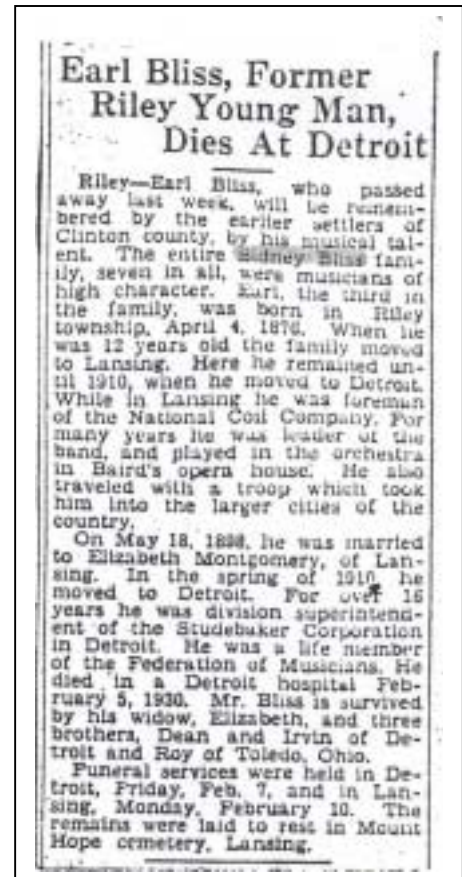 Earl Bliss, Former
Riley Young Man,
Dies At Detroit
Riley—Earl Bliss, who passed
away last week, will be remem-
bered by the earlier settlers of
Clinton county, by his musical tal-
ent. The entire Sidney Bliss fam-
ily, seven in all, were musicians of
high character. Earl, the third in
the family, was born in Riley
township, April 4, 1876. When he
was 12 years old the family moved
to Lansing. Here he remained un-
til 1910, when he moved to Detroit.
While in Lansing he was foreman
of the National Coil Company. For
many years he was leader of the
band, and played in the orchestra
in Baird's opera house. He also
traveled with a troop which took
him into the larger cities of the
country.
On May 18, 1898, he was married
to Elizabeth Montgomery, of Lan-
sing. In the spring of 1910 he
moved to Detroit. For over 16
years he was division superintend-
ent of the Studebaker Corporation
in Detroit. He was a life member
of the Federation of Musicians. He
died in a Detroit hospital Feb-
ruary 5, 1930. Mr. Bliss is survived
by his widow, Elizabeth, and three
brothers, Dean and Irvin of De-
troit and Roy of Toledo, Ohio.
Funeral services were held in De-
troit, Friday, Feb. 7, and in Lan-
sing, Monday, February 10. The
remains were laid to rest in Mount
Hope cemetery, Lansing.